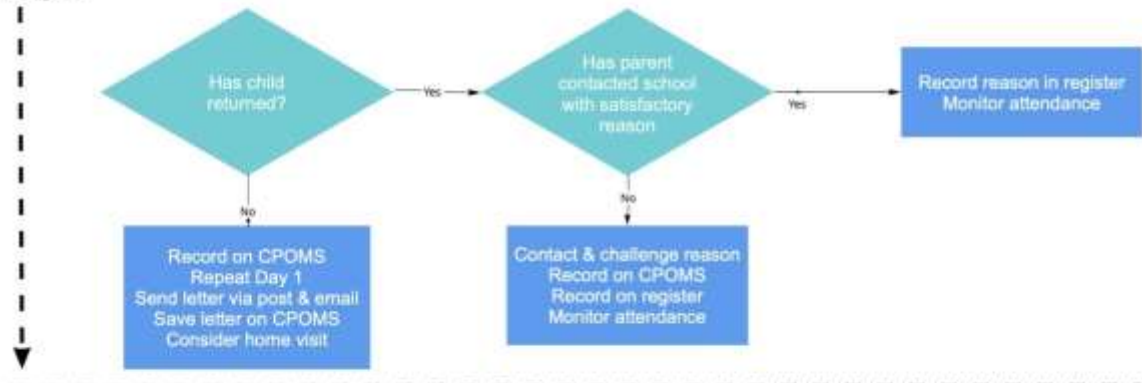 Has child
returned?
Yes
Has parent
contacted school
with satisfactory
reason
Yes
Record reason in register
Monitor attendance
No
Record on CPOMS
Repeat Day 1
Send letter via post & email
Save letter on CPOMS
Consider home visit
No
Contact & challenge reason
Record on CPOMS
Record on register
Monitor attendance